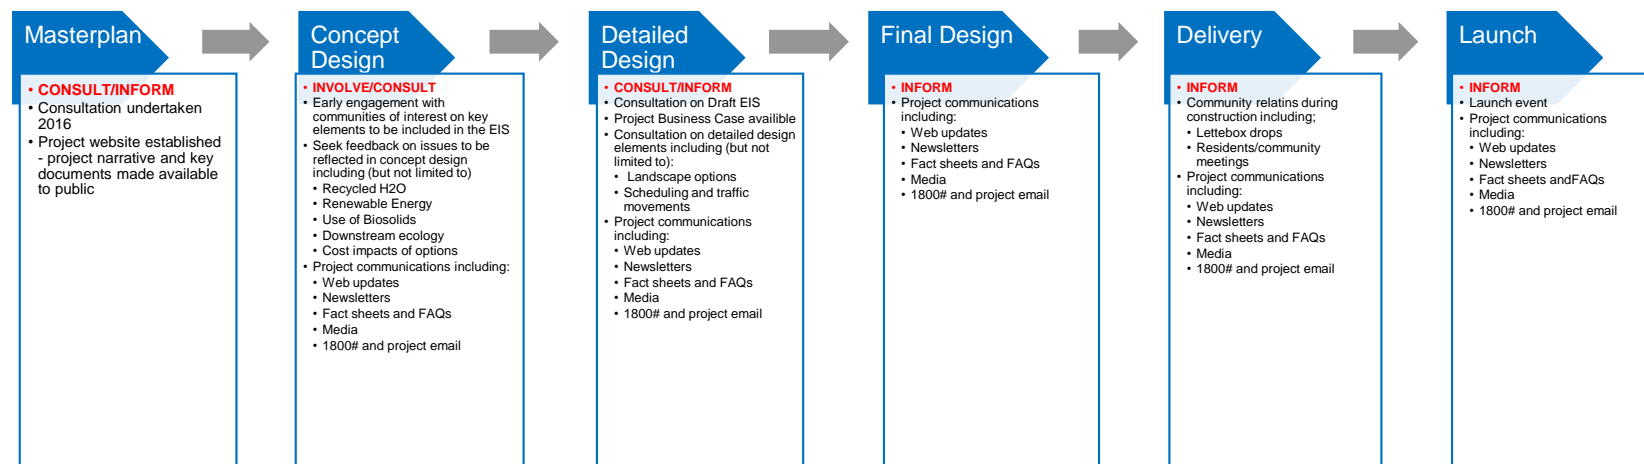 Masterplan
• CONSULT/INFORM
• Consultation undertaken
2016
• Project website established
- project narrative and key
documents made available
to public
Concept
Design
• INVOLVE/CONSULT
• Early engagement with
communities of interest on key
elements to be included in the EIS
• Seek feedback on issues to be
reflected in concept design
including (but not limited to)
• Recycled H2O
• Renewable Energy
• Use of Biosolids
• Downstream ecology
• Cost impacts of options
• Project communications including:
• Web updates
• Newsletters
• Fact sheets and FAQs
• Media
• 1800# and project email
Detailed
Design
• CONSULT/INFORM
• Consultation on Draft EIS
• Project Business Case availible
• Consultation on detailed design
elements including (but not
limited to):
• Landscape options
• Scheduling and traffic
movements
• Project communications
including:
• Web updates
• Newsletters
• Fact sheets and FAQs
• Media
• 1800# and project email
Final Design
• INFORM
• Project communications
including:
• Web updates
• Newsletters
• Fact sheets and FAQs
• Media
• 1800# and project email
Delivery
• INFORM
• Community relatins during
construction including;
• Lettebox drops
• Residents/community
meetings
• Project communications
including:
• Web updates
• Newsletters
• Fact sheets and FAQs
• Media
• 1800# and project email
Launch
• INFORM
• Launch event
• Project communications
including:
• Web updates
• Newsletters
• Fact sheets andFAQs
• Media
• 1800# and project email